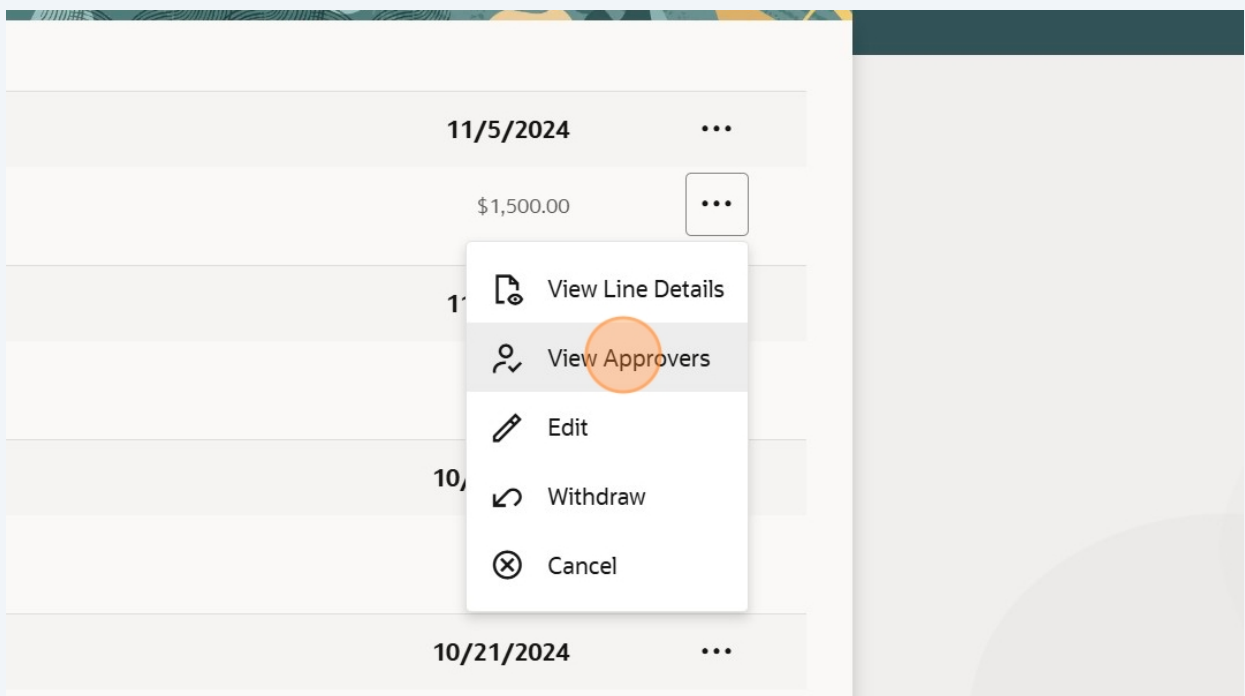 11/5/2024
$1,500.00
View Line Details
View Approvers
Edit
Withdraw
Cancel
10/21/2024